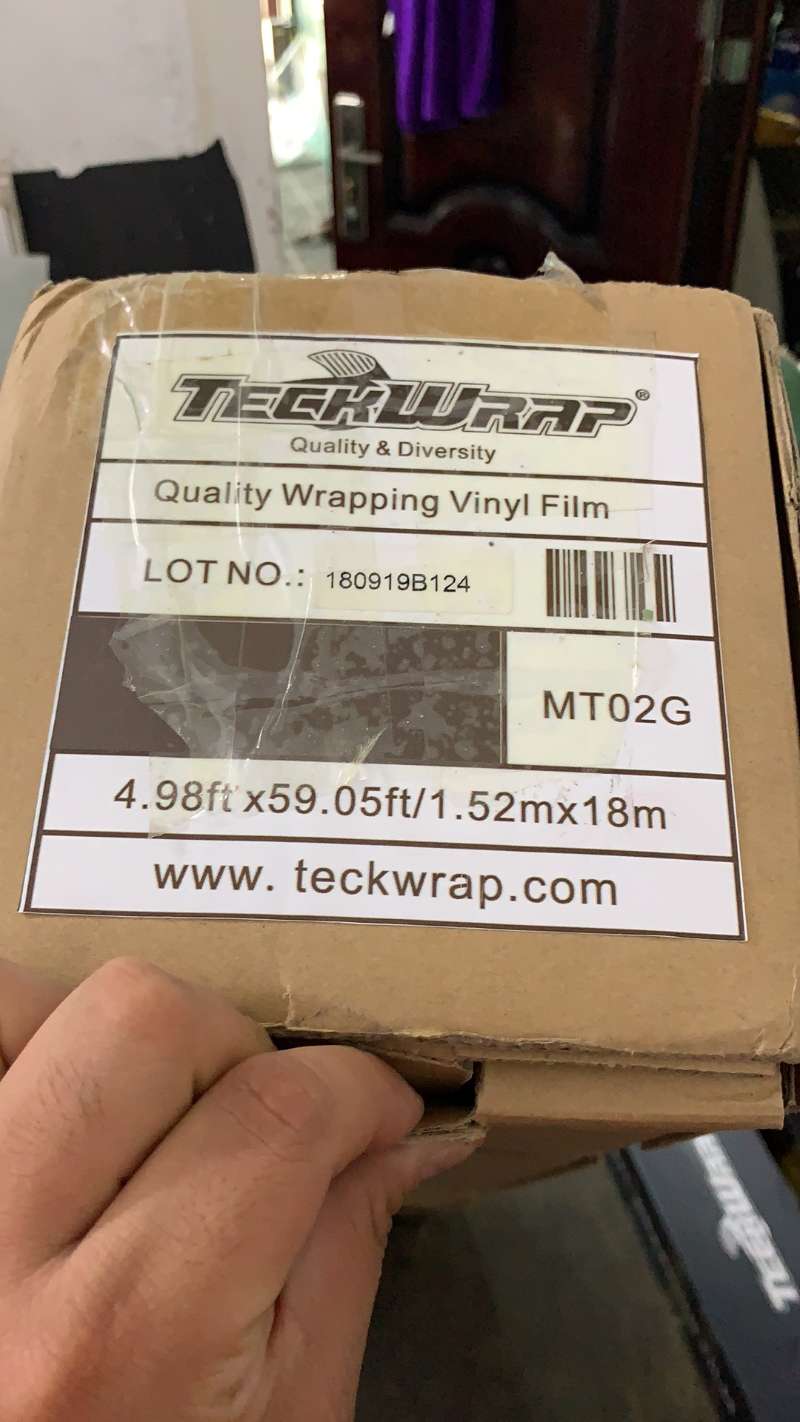 TECKWRAP®
Quality & Diversity
Quality Wrapping Vinyl Film
LOT NO.: 180919B124
MT02G
4.98ft x59.05ft/1.52mx18m
www. teckwrap.com
TeckWrap